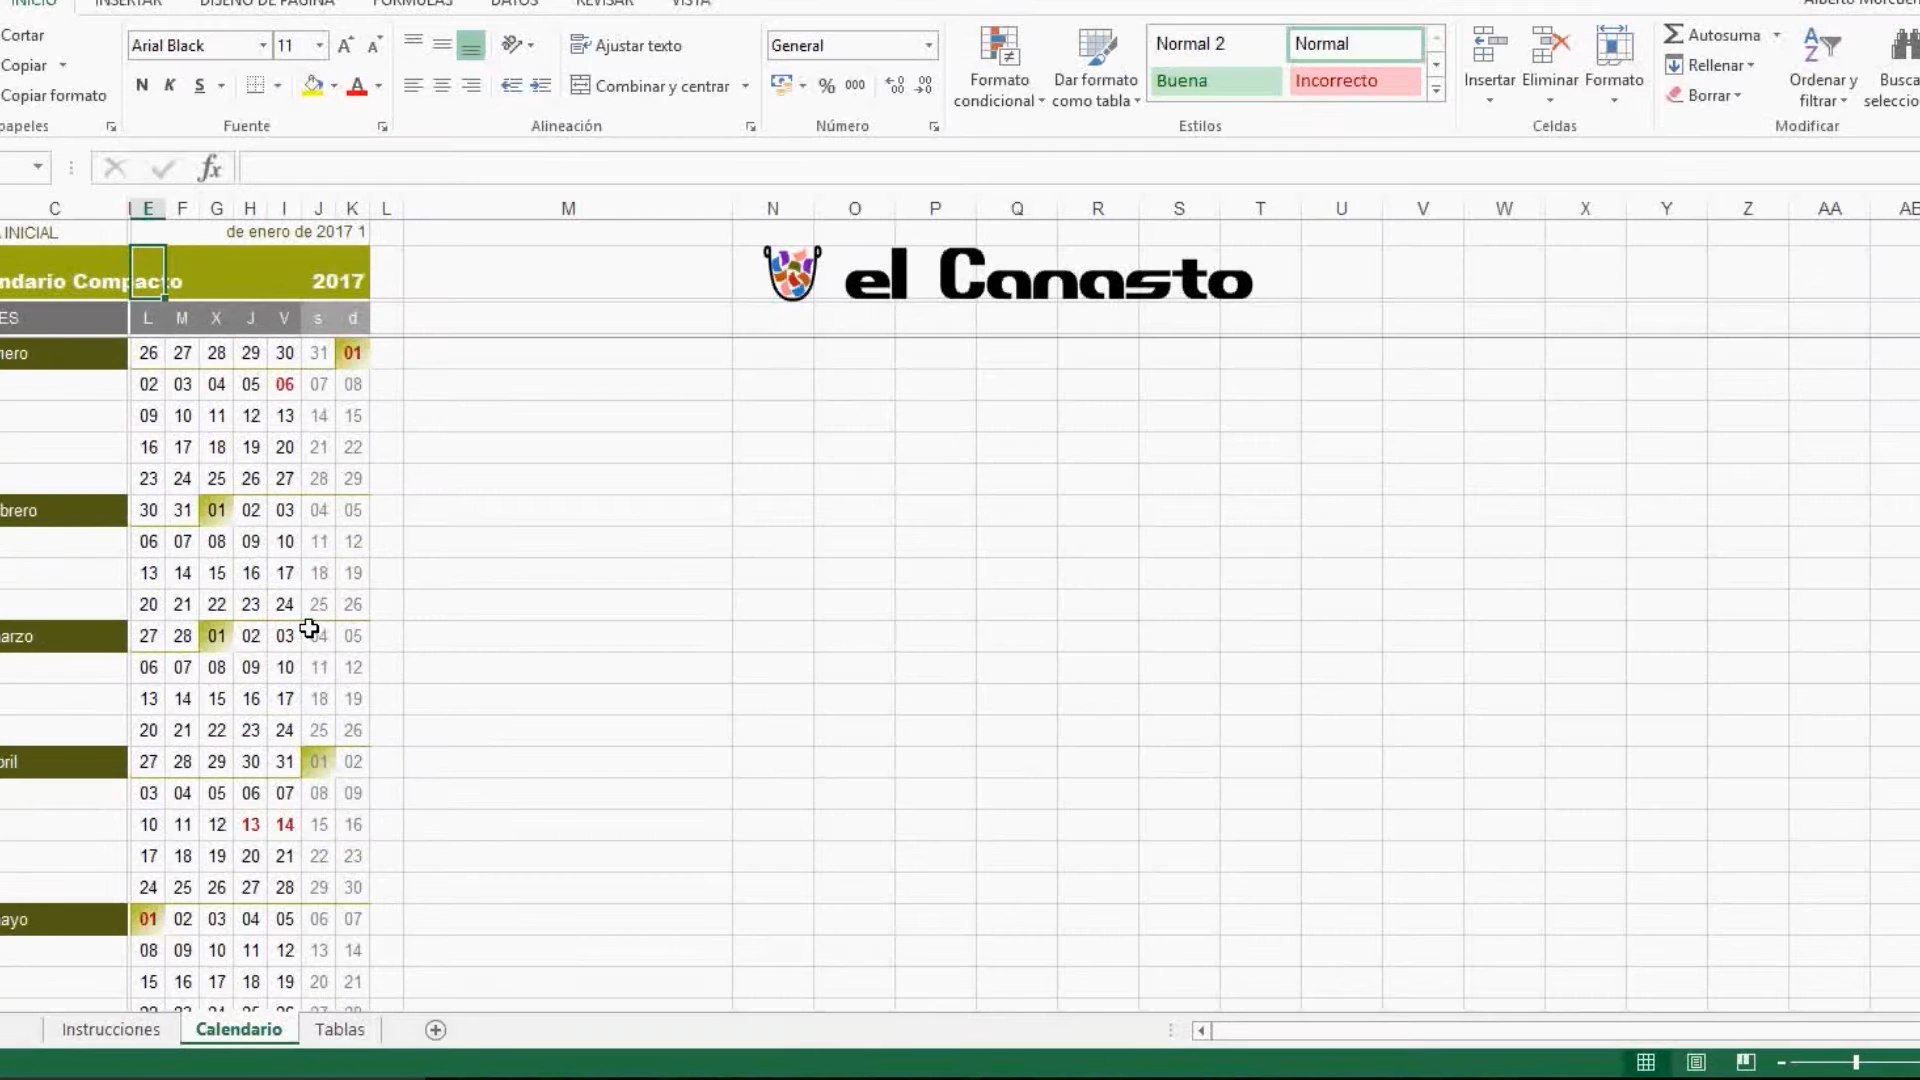 INICIO INSERTAR DISEÑO DE PÁGINA FÓRMULAS DATOS REVISAR VISTA
Cortar
Copiar
Copiar formato
Arial Black 11
N K S
Ajustar texto
Combinar y centrar
General
% 000
Formato condicional
Dar formato como tabla
Normal 2 Normal
Buena Incorrecto
Insertar Eliminar Formato
Autosuma
Rellenar
Borrar
Ordenar y filtrar
Fuente Alineación Número Estilos Celdas Modificar
fx
C E F G H I J K L M N O P Q R S T U V W X Y Z AA
INICIAL de enero de 2017 1
ndario Compacto 2017
el Canasto
ES L M X J V s d
nero 26 27 28 29 30 31 01
02 03 04 05 06 07 08
09 10 11 12 13 14 15
16 17 18 19 20 21 22
23 24 25 26 27 28 29
brero 30 31 01 02 03 04 05
06 07 08 09 10 11 12
13 14 15 16 17 18 19
20 21 22 23 24 25 26
arzo 27 28 01 02 03 04 05
06 07 08 09 10 11 12
13 14 15 16 17 18 19
20 21 22 23 24 25 26
bril 27 28 29 30 31 01 02
03 04 05 06 07 08 09
10 11 12 13 14 15 16
17 18 19 20 21 22 23
24 25 26 27 28 29 30
ayo 01 02 03 04 05 06 07
08 09 10 11 12 13 14
15 16 17 18 19 20 21
Instrucciones Calendario Tablas